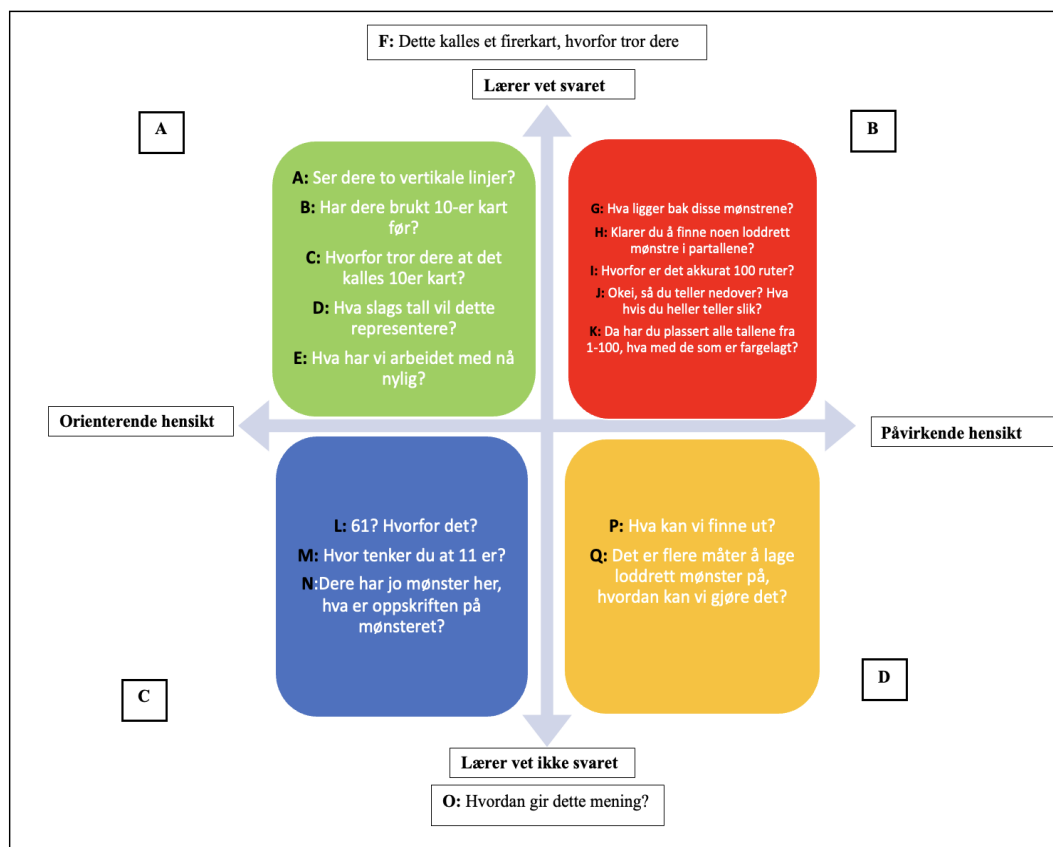 F: Dette kalles et firerkart, hvorfor tror dere
Lærer vet svaret
A
B
A: Ser dere to vertikale linjer?
B: Har dere brukt 10-er kart
før?
C: Hvorfor tror dere at det
kalles 10er kart?
D: Hva slags tall vil dette
representere?
E: Hva har vi arbeidet med nå
nylig?
G: Hva ligger bak disse mønstrene?
H: Klarer du å finne noen loddrett
mønstre i partallene?
I: Hvorfor er det akkurat 100 ruter?
J: Okei, så du teller nedover? Hva
hvis du heller teller slik?
K: Da har du plassert alle tallene fra
1-100, hva med de som er fargelagt?
Orienterende hensikt
Påvirkende hensikt
L: 61? Hvorfor det?
M: Hvor tenker du at 11 er?
N:Dere har jo mønster her,
hva er oppskriften på
mønsteret?
P: Hva kan vi finne ut?
Q: Det er flere måter å lage
loddrett mønster på,
hvordan kan vi gjøre det?
C
D
Lærer vet ikke svaret
O: Hvordan gir dette mening?